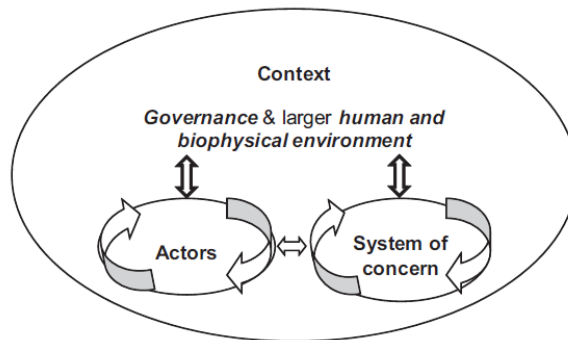 Context
Governance & larger human and
biophysical environment
Actors
System of
concern